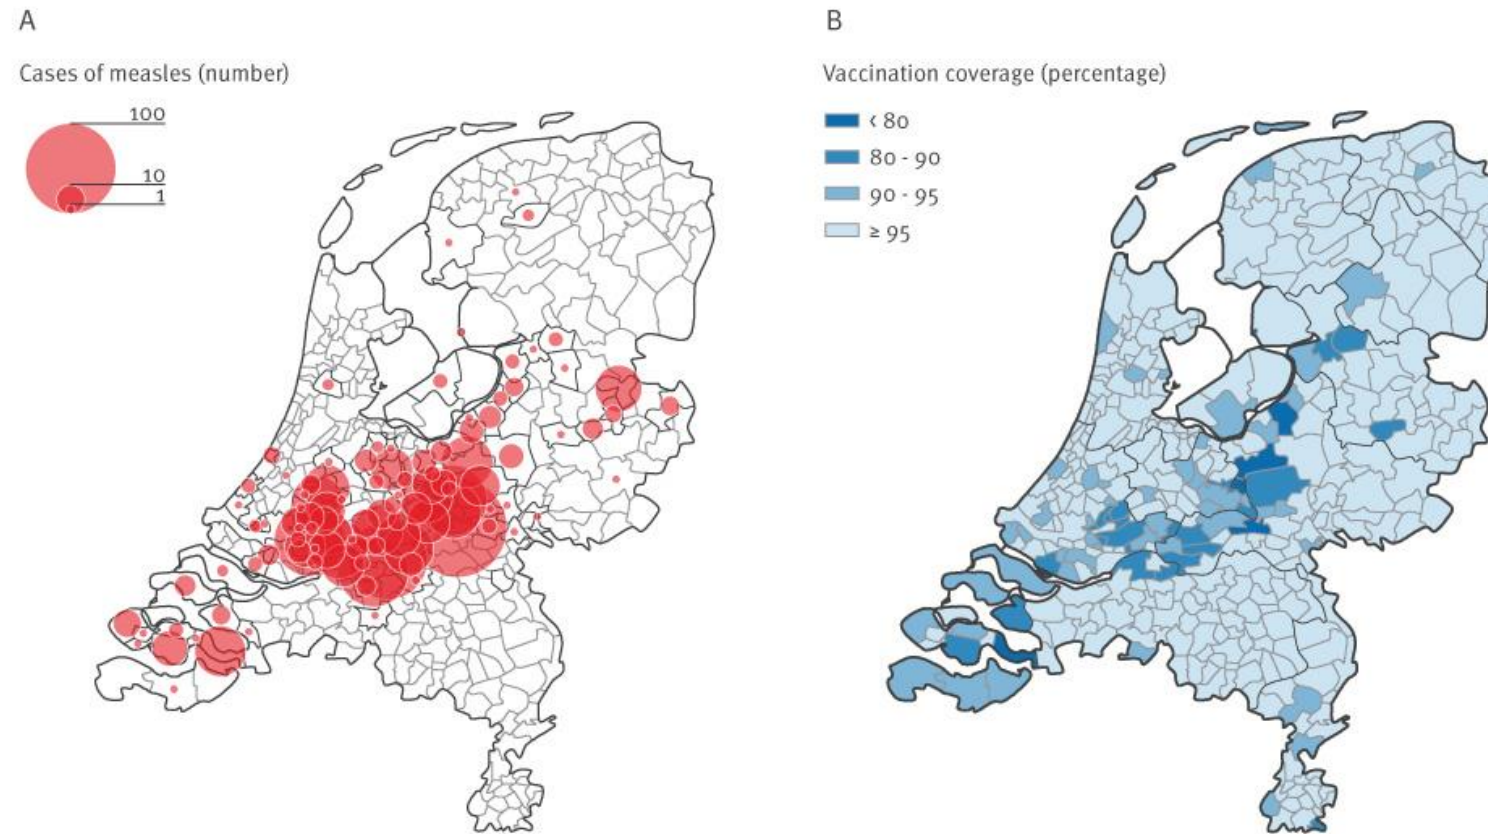 A
Cases of measles (number)
100
10
1
B
Vaccination coverage (percentage)
< 80
80 - 90
90 - 95
≥ 95